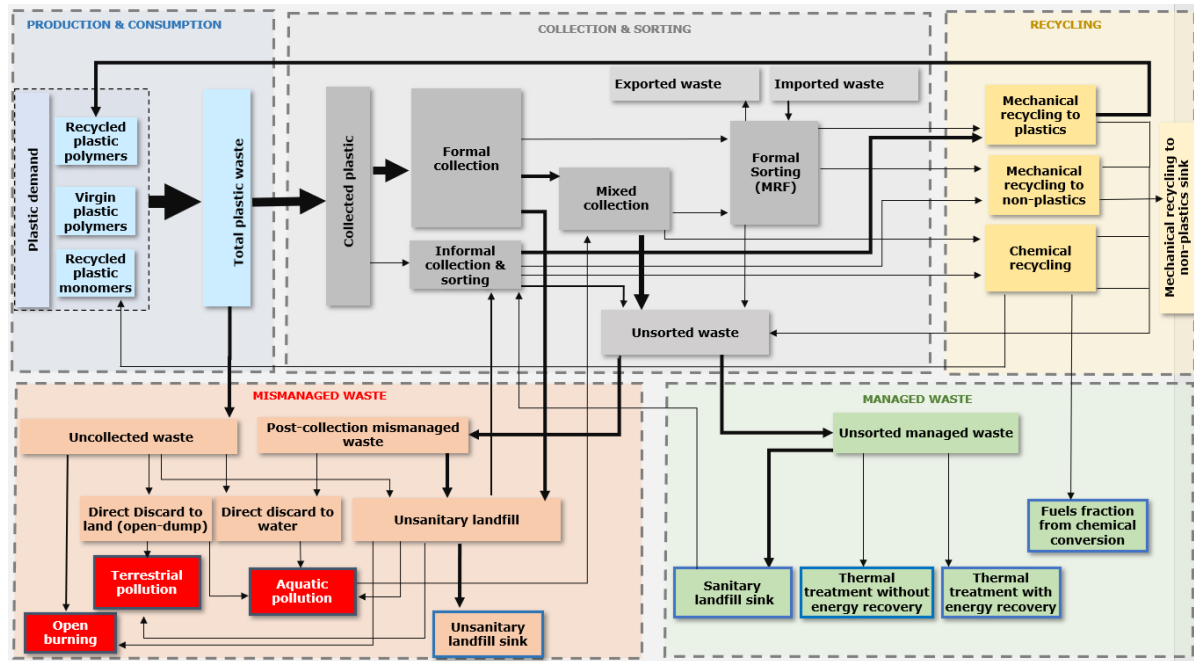 PRODUCTION & CONSUMPTION
Plastic demand
Recycled
plastic
polymers
Virgin
plastic
polymers
Recycled
plastic
monomers
Total plastic waste
COLLECTION & SORTING
Collected plastic
Formal
collection
Informal
collection &
sorting
Mixed
collection
Exported waste
Imported waste
Formal
Sorting
(MRF)
Unsorted waste
RECYCLING
Mechanical
recycling to
plastics
Mechanical
recycling to
non-plastics
Chemical
recycling
Mechanical recycling to
non-plastics sink
MISMANAGED WASTE
Uncollected waste
Post-collection mismanaged
waste
Direct Discard to
land (open-dump)
Direct discard to
water
Unsanitary landfill
Terrestrial
pollution
Aquatic
pollution
Open
burning
Unsanitary
landfill sink
MANAGED WASTE
Unsorted managed waste
Fuels fraction
from chemical
conversion
Sanitary
landfill sink
Thermal
treatment without
energy recovery
Thermal
treatment with
energy recovery